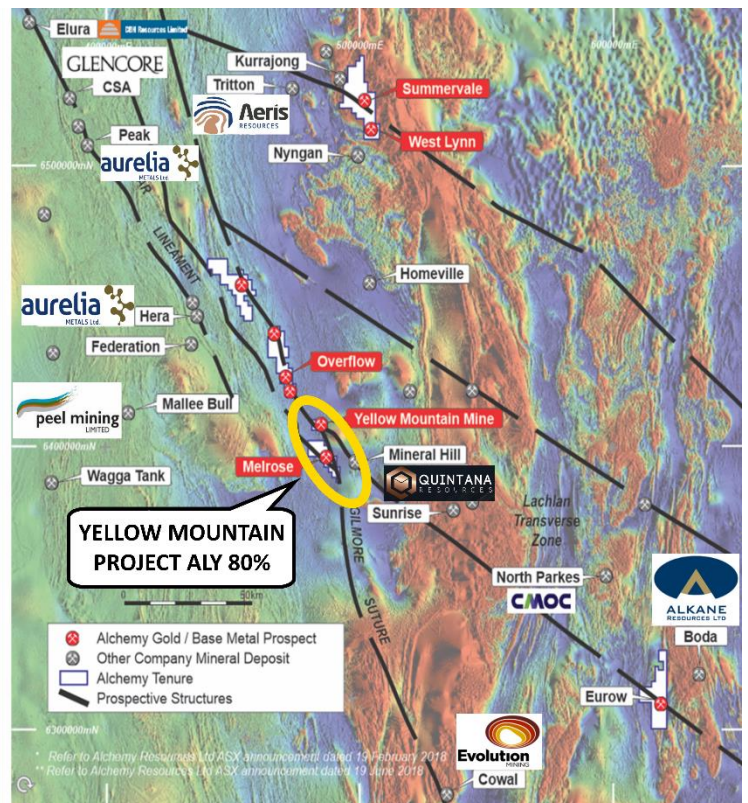 Elura
CBH Resources Limited
500000mE
600000mE
GLENCORE
CSA
Kurrajong
Tritton
Summervale
Aeris
RESOURCES
Peak
West Lynn
aurelia
METALS Ltd.
Nyngan
6500000mN
LINEAMENT
Homeville
aurelia
METALS Ltd.
Hera
Federation
Overflow
peel mining
LIMITED
Mallee Bull
Yellow Mountain Mine
6400000mN
Melrose
Mineral Hill
Wagga Tank
QUINTANA
RESOURCES
Sunrise
Lachlan
Transverse
Zone
GILMORE
SUTURE
YELLOW MOUNTAIN
PROJECT ALY 80%
50km
North Parkes
CMOC
ALKANE
RESOURCES LTD
Boda
Alchemy Gold / Base Metal Prospect
Other Company Mineral Deposit
Alchemy Tenure
Prospective Structures
Eurow
6300000mN
* Refer to Alchemy Resources Ltd ASX announcement dated 19 February 2018
** Refer to Alchemy Resources Ltd ASX announcement dated 19 June 2018
Evolution
MINING
Cowal